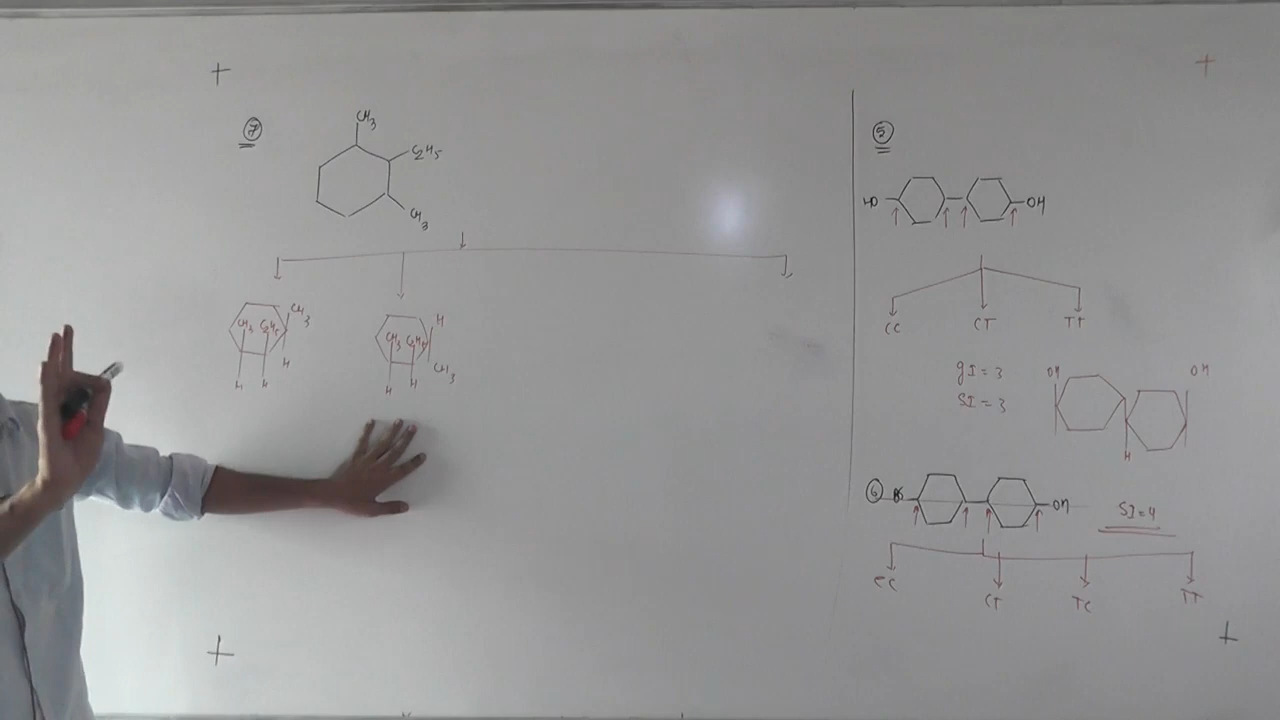 7
CH3
C2H5
CH3
CH3 C2H5 CH3
H H H
CH3 C2H5 H
H H CH3
5
HO OH
CC CT TT
gI = 3
SI = 3
OH OH
H
6
OH
SI = 4
CC CT TC TT